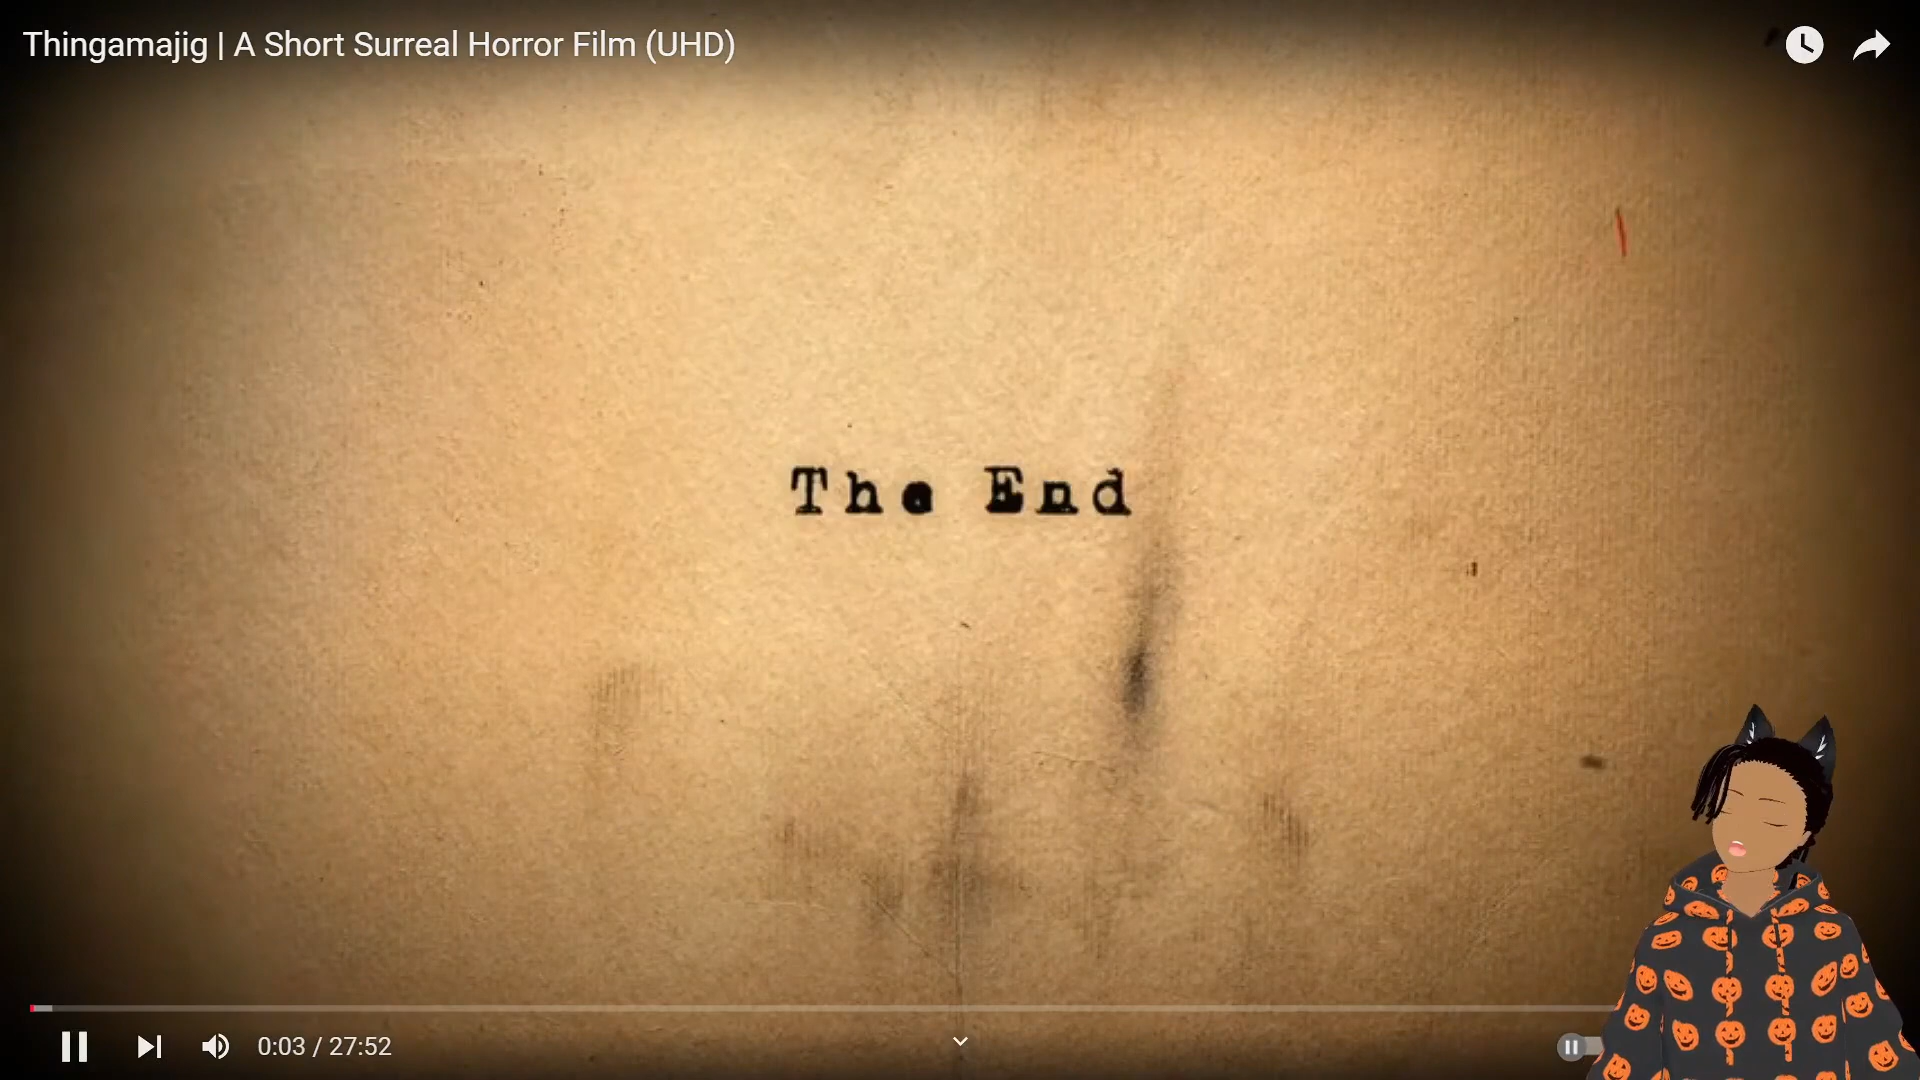 Thingamajig | A Short Surreal Horror Film (UHD)
The End
0:03 / 27:52